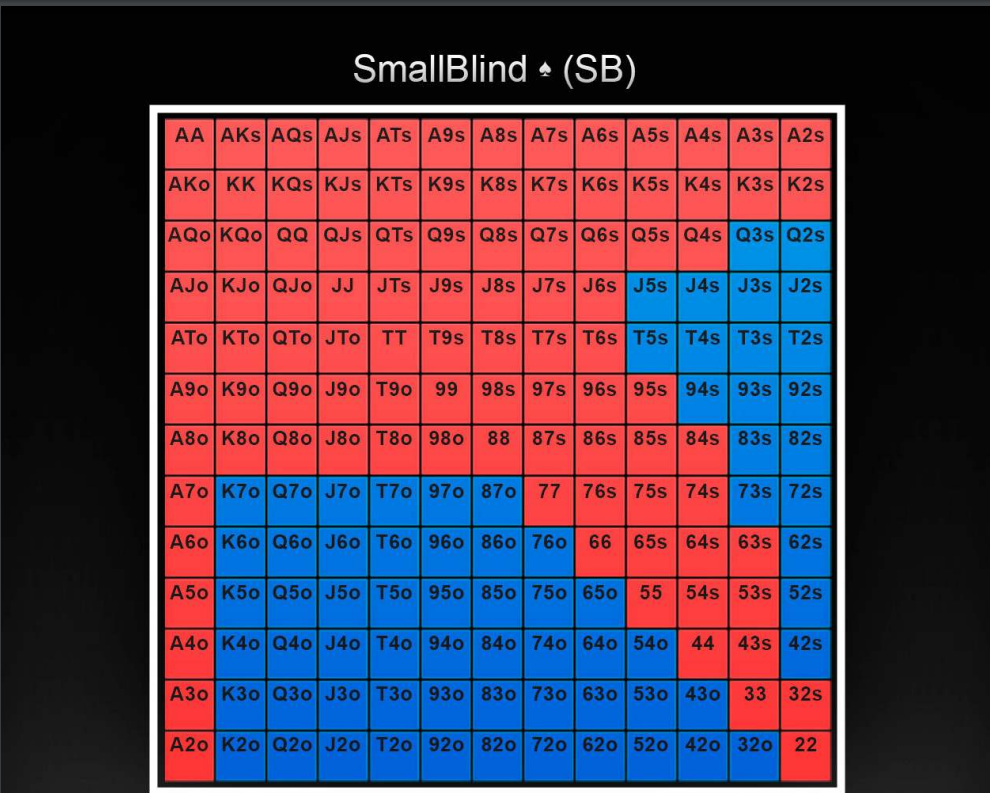 SmallBlind ♠ (SB)
AA AKs AQs AJs ATs A9s A8s A7s A6s A5s A4s A3s A2s
AKo KK KQs KJs KTs K9s K8s K7s K6s K5s K4s K3s K2s
AQo KQo QQ QJs QTs Q9s Q8s Q7s Q6s Q5s Q4s Q3s Q2s
AJo KJo QJo JJ JTs J9s J8s J7s J6s J5s J4s J3s J2s
ATo KTo QTo JTo TT T9s T8s T7s T6s T5s T4s T3s T2s
A9o K9o Q9o J9o T9o 99 98s 97s 96s 95s 94s 93s 92s
A8o K8o Q8o J8o T8o 98o 88 87s 86s 85s 84s 83s 82s
A7o K7o Q7o J7o T7o 97o 87o 77 76s 75s 74s 73s 72s
A6o K6o Q6o J6o T6o 96o 86o 76o 66 65s 64s 63s 62s
A5o K5o Q5o J5o T5o 95o 85o 75o 65o 55 54s 53s 52s
A4o K4o Q4o J4o T4o 94o 84o 74o 64o 54o 44 43s 42s
A3o K3o Q3o J3o T3o 93o 83o 73o 63o 53o 43o 33 32s
A2o K2o Q2o J2o T2o 92o 82o 72o 62o 52o 42o 32o 22